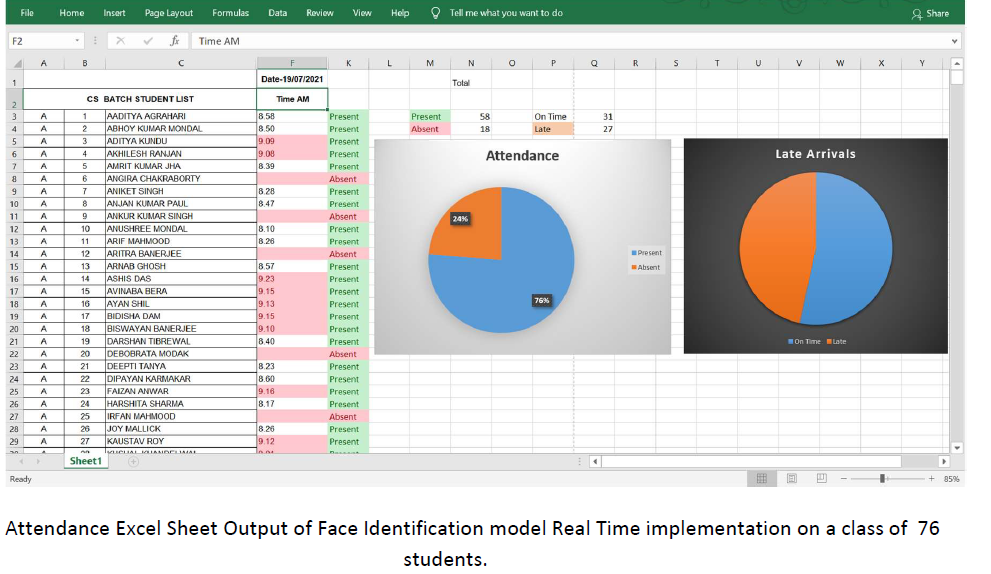 File Home Insert Page Layout Formulas Data Review View Help Tell me what you want to do Share
F2 fx Time AM
A B C F K L M N O P Q R S T U V W X Y
1 Date-19/07/2021 Total
2 CS BATCH STUDENT LIST Time AM
3 A 1 AADITYA AGRAHARI 8.58 Present Present 58 On Time 31
4 A 2 ABHOY KUMAR MONDAL 8.50 Present Absent 18 Late 27
5 A 3 ADITYA KUNDU 9.09 Present
6 A 4 AKHILESH RANJAN 9.08 Present
7 A 5 AMRIT KUMAR JHA 8.39 Present
8 A 6 ANGIRA CHAKRABORTY Absent
9 A 7 ANIKET SINGH 8.28 Present
10 A 8 ANJAN KUMAR PAUL 8.47 Present
11 A 9 ANKUR KUMAR SINGH Absent
12 A 10 ANUSHREE MONDAL 8.10 Present
13 A 11 ARIF MAHMOOD 8.26 Present
14 A 12 ARITRA BANERJEE Absent
15 A 13 ARNAB GHOSH 8.57 Present
16 A 14 ASHIS DAS 9.23 Present
17 A 15 AVINABA BERA 9.15 Present
18 A 16 AYAN SHIL 9.13 Present
19 A 17 BIDISHA DAM 9.15 Present
20 A 18 BISWAYAN BANERJEE 9.10 Present
21 A 19 DARSHAN TIBREWAL 8.40 Present
22 A 20 DEBOBRATA MODAK Absent
23 A 21 DEEPTI TANYA 8.23 Present
24 A 22 DIPAYAN KARMAKAR 8.60 Present
25 A 23 FAIZAN ANWAR 9.16 Present
26 A 24 HARSHITA SHARMA 8.17 Present
27 A 25 IRFAN MAHMOOD Absent
28 A 26 JOY MALLICK 8.26 Present
29 A 27 KAUSTAV ROY 9.12 Present
Attendance
24%
76%
Present
Absent
Late Arrivals
On Time Late
Sheet1
Ready 85%
Attendance Excel Sheet Output of Face Identification model Real Time implementation on a class of 76
students.